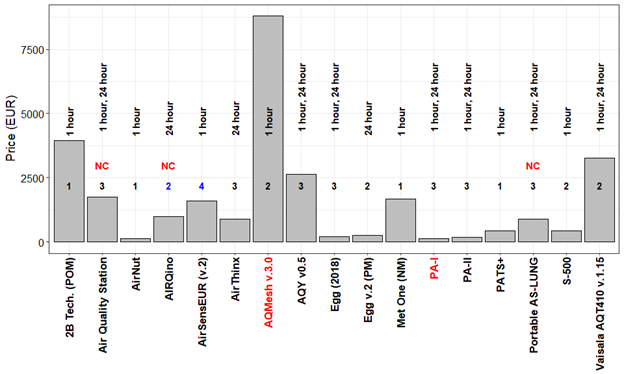 Price (EUR)
7500
5000
2500
0
1 hour
1 hour, 24 hour
1 hour
24 hour
1 hour
24 hour
1 hour
1 hour, 24 hour
1 hour
24 hour
1 hour
1 hour, 24 hour
1 hour, 24 hour
1 hour
1 hour, 24 hour
1 hour
1 hour, 24 hour
NC
NC
NC
1
3
1
2
4
3
2
3
3
2
1
3
3
1
3
2
2
2B Tech. (POM)
Air Quality Station
AirNut
AIRQino
AirSensEUR (v.2)
AirThinx
AQMesh v.3.0
AQY v0.5
Egg (2018)
Egg v.2 (PM)
Met One (NM)
PA-I
PA-II
PATS+
Portable AS-LUNG
S-500
Vaisala AQT410 v.1.15